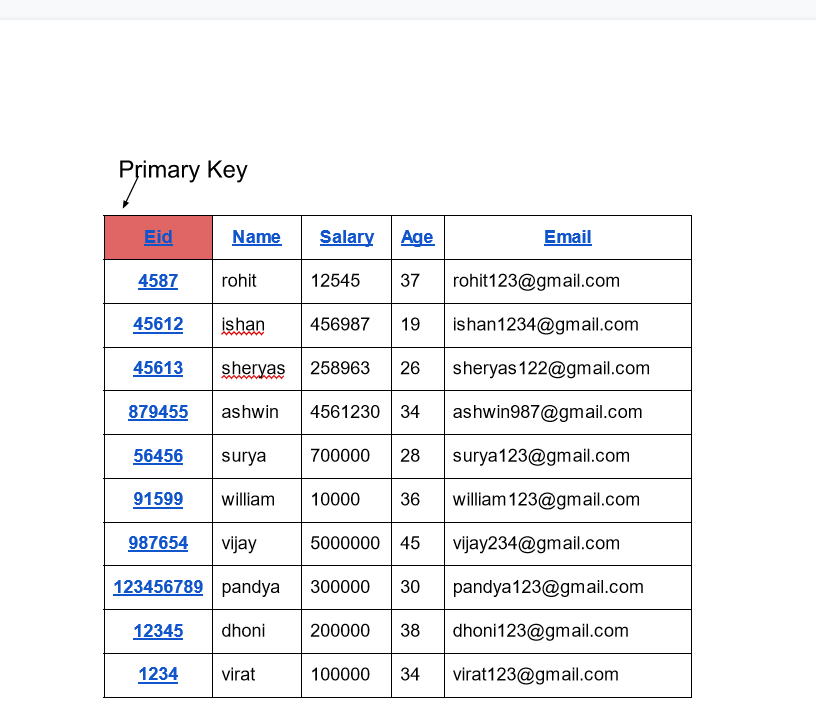 Primary Key
Eid Name Salary Age Email
4587 rohit 12545 37 rohit123@gmail.com
45612 ishan 456987 19 ishan1234@gmail.com
45613 sheryas 258963 26 sheryas122@gmail.com
879455 ashwin 4561230 34 ashwin987@gmail.com
56456 surya 700000 28 surya123@gmail.com
91599 william 10000 36 william123@gmail.com
987654 vijay 5000000 45 vijay234@gmail.com
123456789 pandya 300000 30 pandya123@gmail.com
12345 dhoni 200000 38 dhoni123@gmail.com
1234 virat 100000 34 virat123@gmail.com